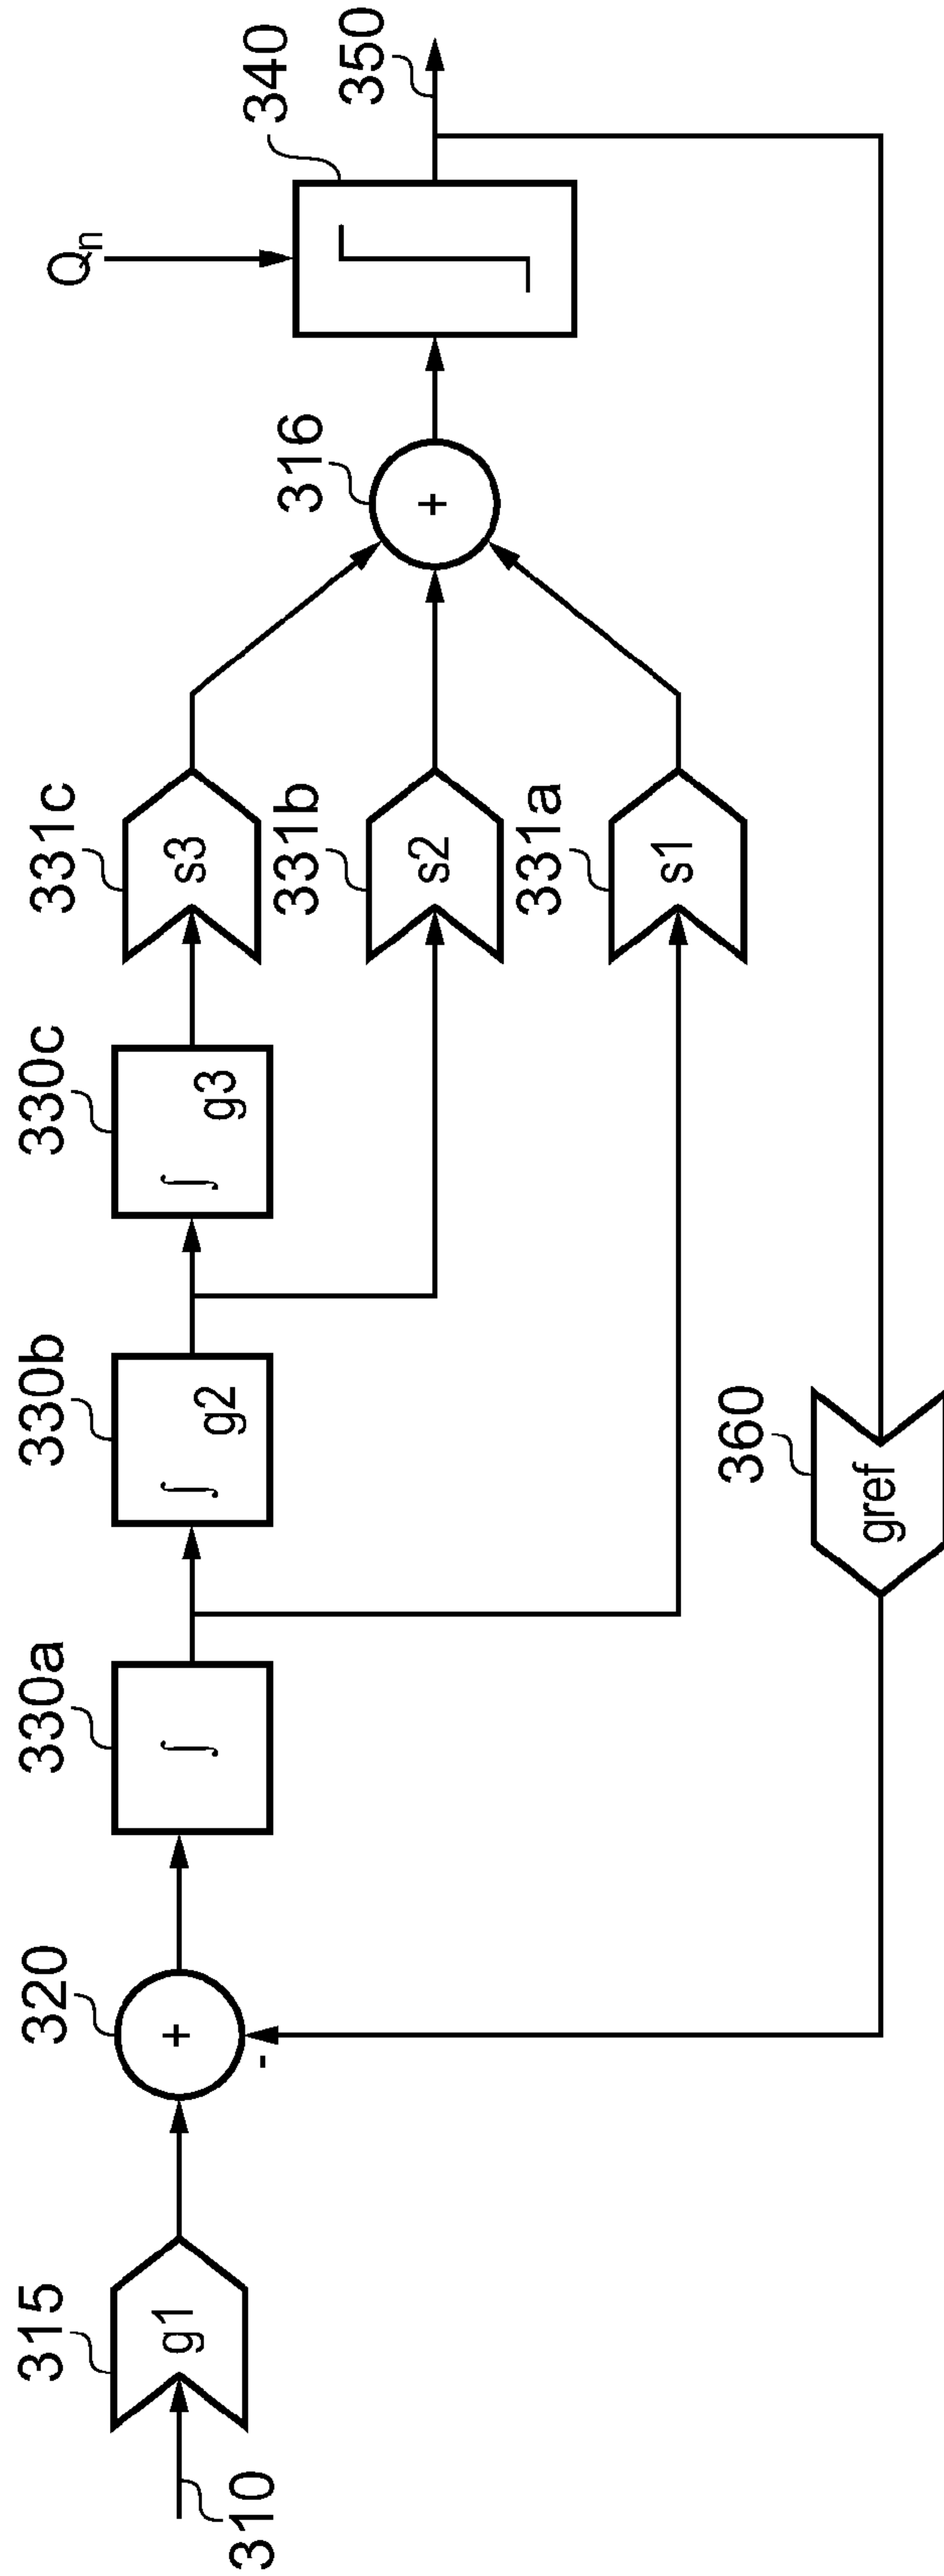 310
315
g1
320
+
-
330a
∫
330b
∫ g2
330c
∫ g3
331c
s3
331b
s2
331a
s1
316
+
Qn
340
350
360
gref